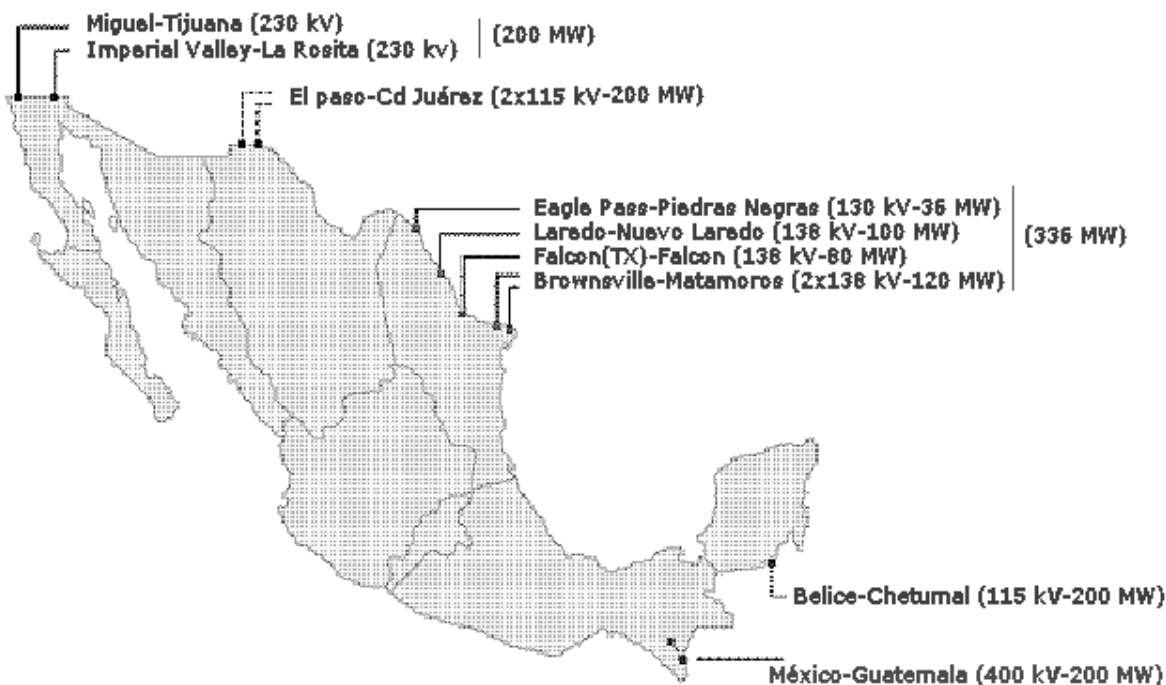 Miguel-Tijuana (230 kV)
Imperial Valley-La Rosita (230 kv)
(200 MW)
El paso-Cd Juárez (2x115 kV-200 MW)
Eagle Pass-Piedras Negras (130 kV-36 MW)
Laredo-Nuevo Laredo (138 kV-100 MW)
Falcon(TX)-Falcon (138 kV-80 MW)
Brownsville-Matamoros (2x138 kV-120 MW)
(336 MW)
Belice-Chetumal (115 kV-200 MW)
México-Guatemala (400 kV-200 MW)